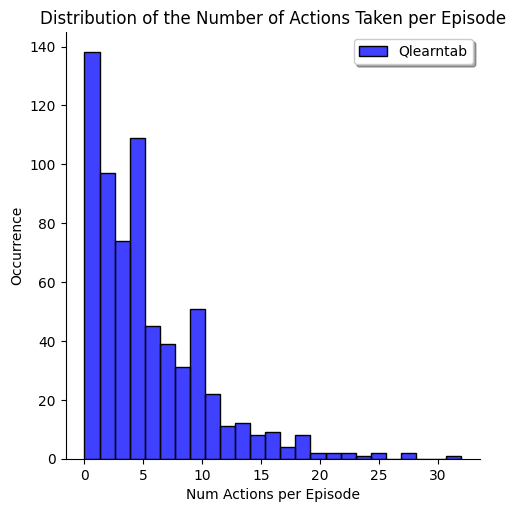 Distribution of the Number of Actions Taken per Episode
Qlearntab
140
120
100
80
60
40
20
0
Occurrence
0 5 10 15 20 25 30
Num Actions per Episode